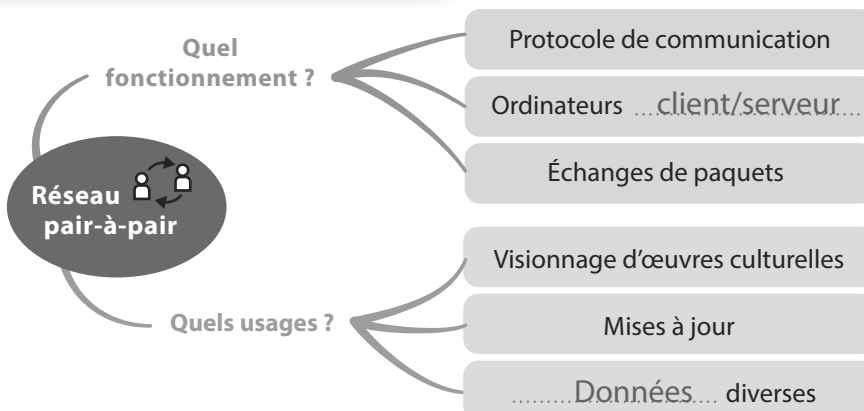 Quel
fonctionnement ?
Protocole de communication
Ordinateurs ....client/serveur....
Échanges de paquets
Réseau
pair-à-pair
Quels usages ?
Visionnage d'œuvres culturelles
Mises à jour
.........Données.... diverses